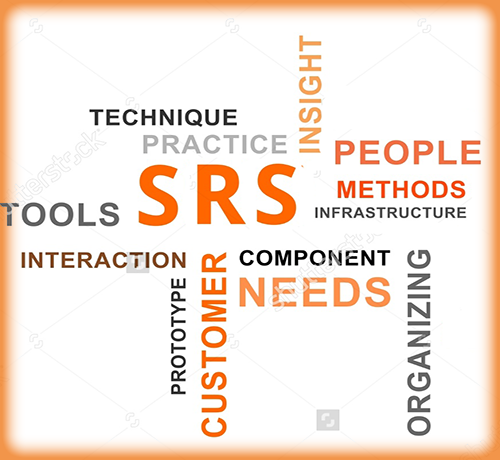 INSIGHT
TECHNIQUE
PRACTICE
PEOPLE
SRS
METHODS
TOOLS
INFRASTRUCTURE
INTERACTION
COMPONENT
NEEDS
PROTOTYPE
CUSTOMER
ORGANIZING
shutterstock